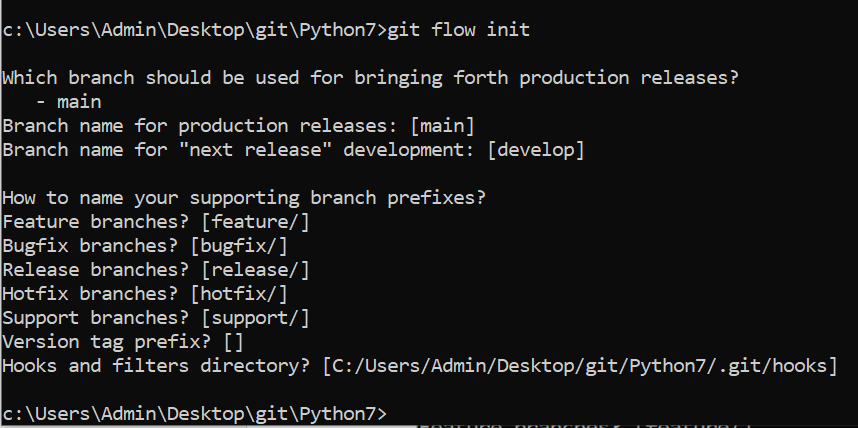 c:\Users\Admin\Desktop\git\Python7>git flow init
Which branch should be used for bringing forth production releases?
- main
Branch name for production releases: [main]
Branch name for "next release" development: [develop]
How to name your supporting branch prefixes?
Feature branches? [feature/]
Bugfix branches? [bugfix/]
Release branches? [release/]
Hotfix branches? [hotfix/]
Support branches? [support/]
Version tag prefix? []
Hooks and filters directory? [C:/Users/Admin/Desktop/git/Python7/.git/hooks]
c:\Users\Admin\Desktop\git\Python7>